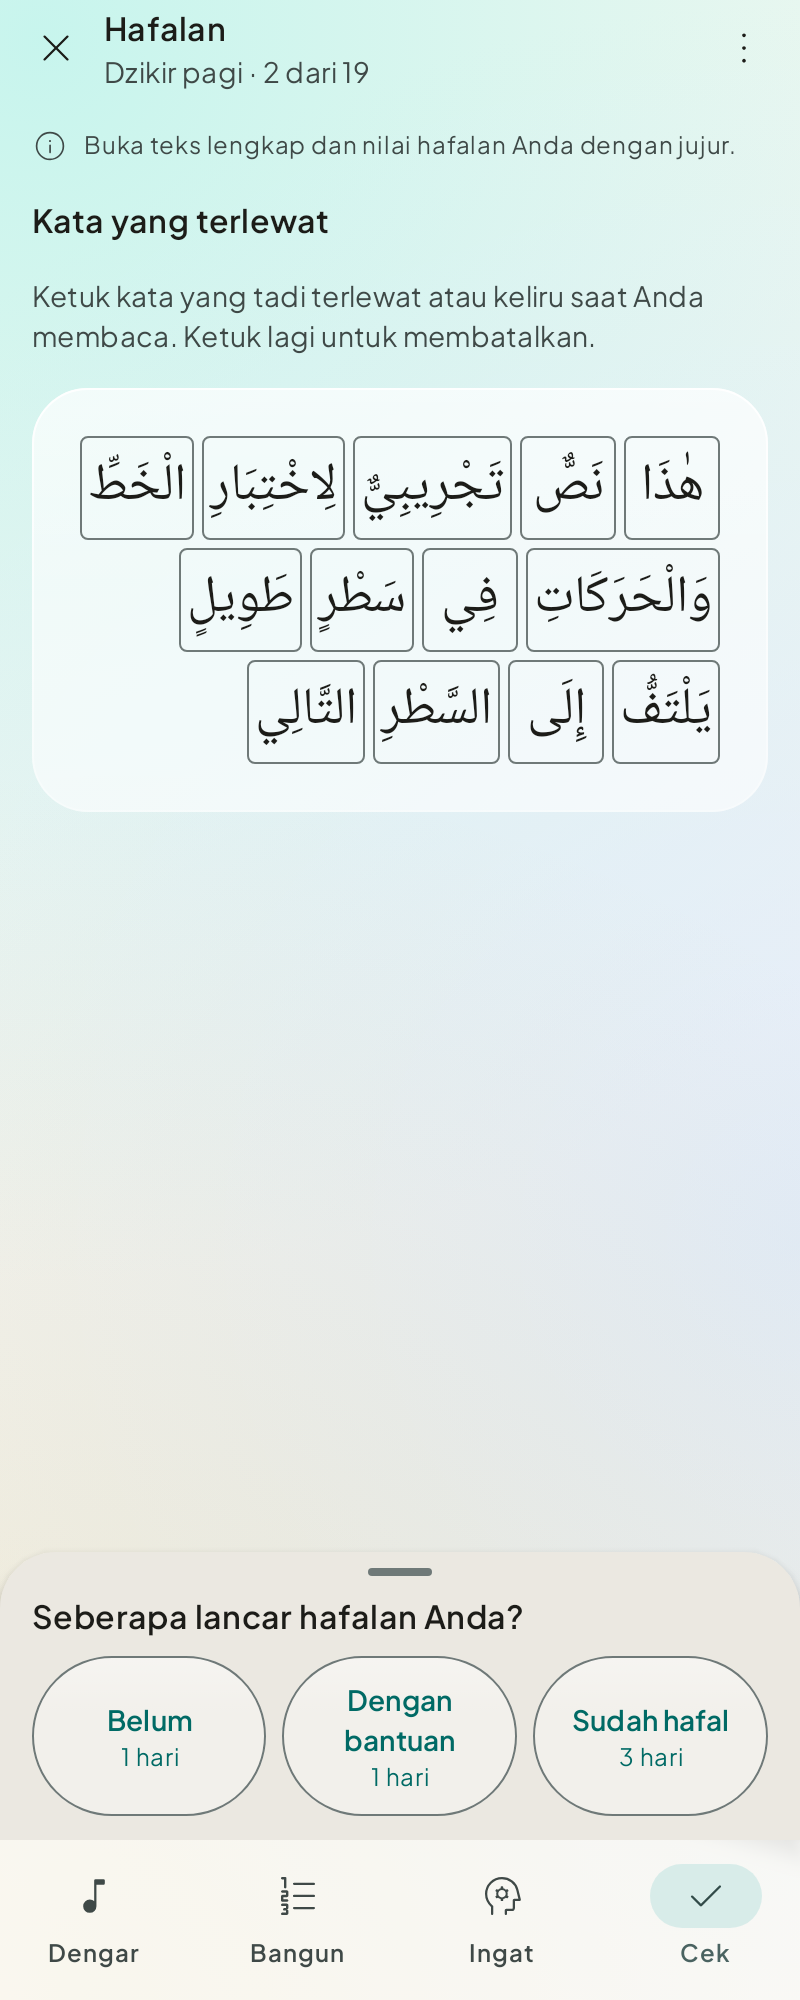 Hafalan
Dzikir pagi · 2 dari 19
Buka teks lengkap dan nilai hafalan Anda dengan jujur.
Kata yang terlewat
Ketuk kata yang tadi terlewat atau keliru saat Anda
membaca. Ketuk lagi untuk membatalkan.
هٰذَا نَصٌّ تَجْرِيبِيٌّ لِاخْتِبَارِ الْخَطِّ
وَالْحَرَكَاتِ فِي سَطْرٍ طَوِيلٍ
يَلْتَفُّ إِلَى السَّطْرِ التَّالِي
Seberapa lancar hafalan Anda?
Belum
1 hari
Dengan
bantuan
1 hari
Sudah hafal
3 hari
Dengar
Bangun
Ingat
Cek